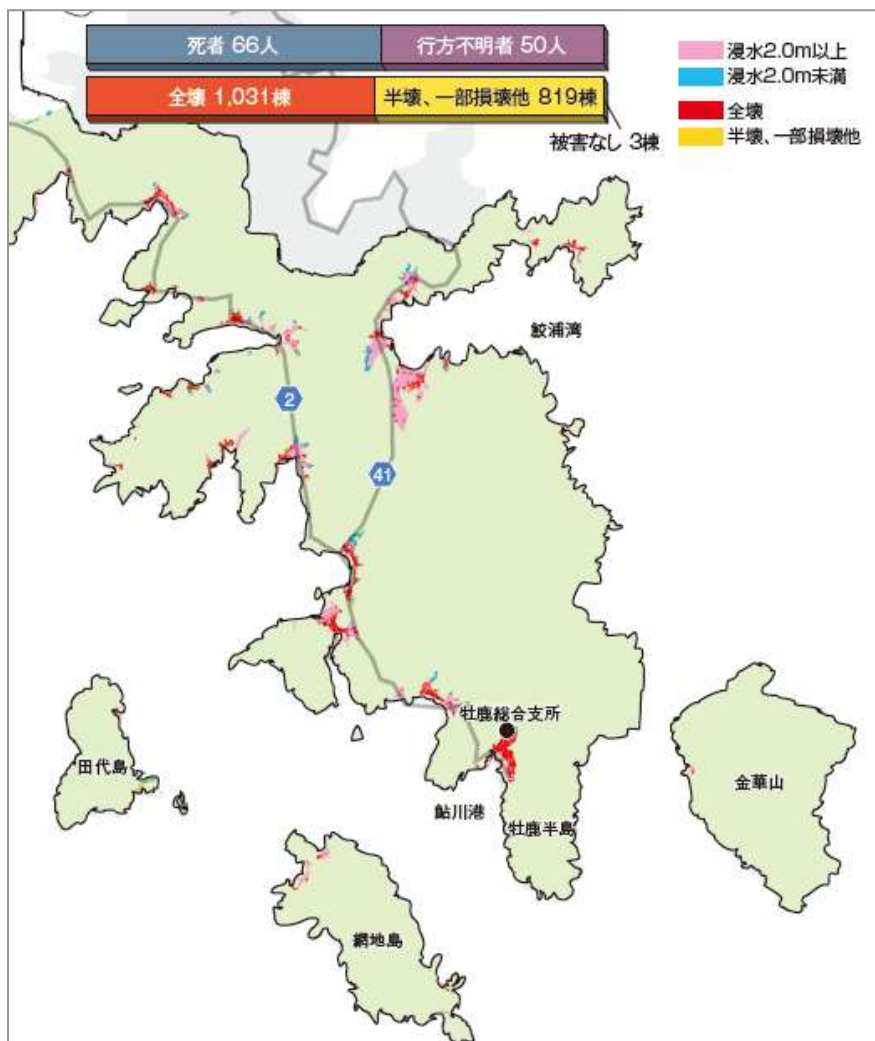 死者 66人
行方不明者 50人
全壊 1,031棟
半壊、一部損壊他 819棟
被害なし 3棟
浸水2.0m以上
浸水2.0m未満
全壊
半壊、一部損壊他
鮫浦湾
2
41
牡鹿総合支所
田代島
金華山
鮎川港
牡鹿半島
網地島